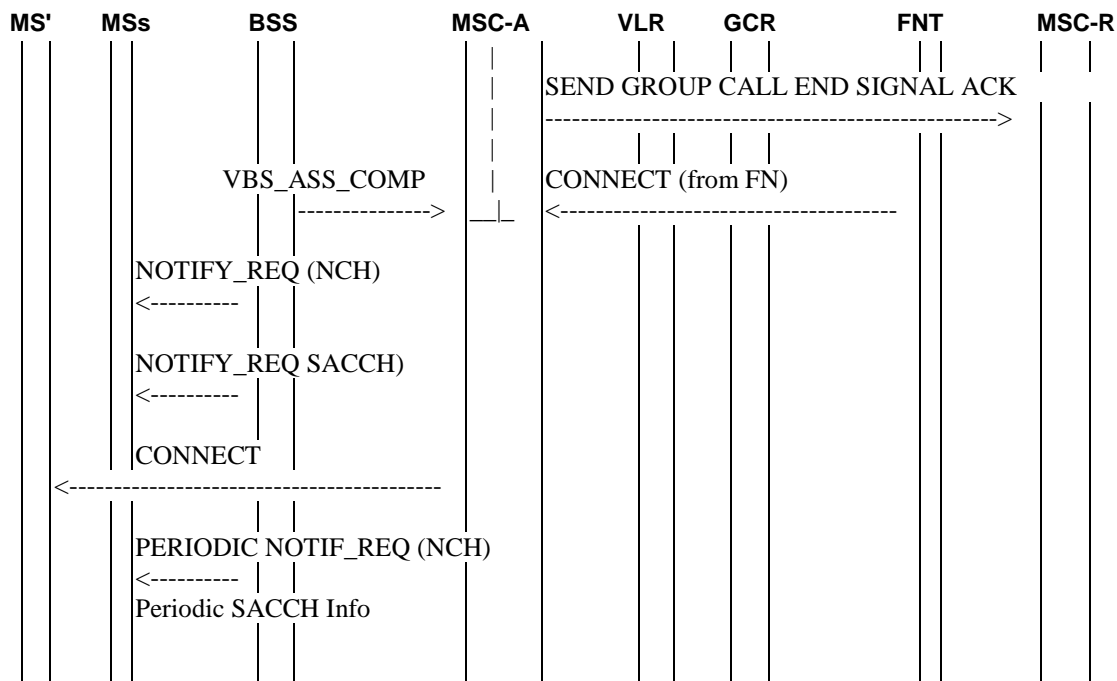 MS' MSs BSS MSC-A VLR GCR FNT MSC-R
SEND GROUP CALL END SIGNAL ACK
VBS_ASS_COMP CONNECT (from FN)
NOTIFY_REQ (NCH)
NOTIFY_REQ SACCH)
CONNECT
PERIODIC NOTIF_REQ (NCH)
Periodic SACCH Info